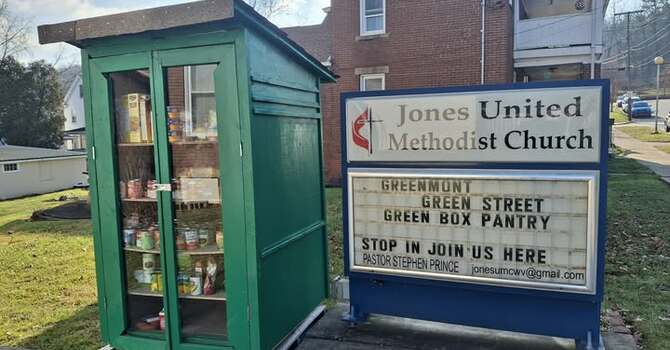 Jones United
Methodist Church
GREENMONT
GREEN STREET
GREEN BOX PANTRY
STOP IN JOIN US HERE
PASTOR STEPHEN PRINCE jonesumcwv@gmail.com